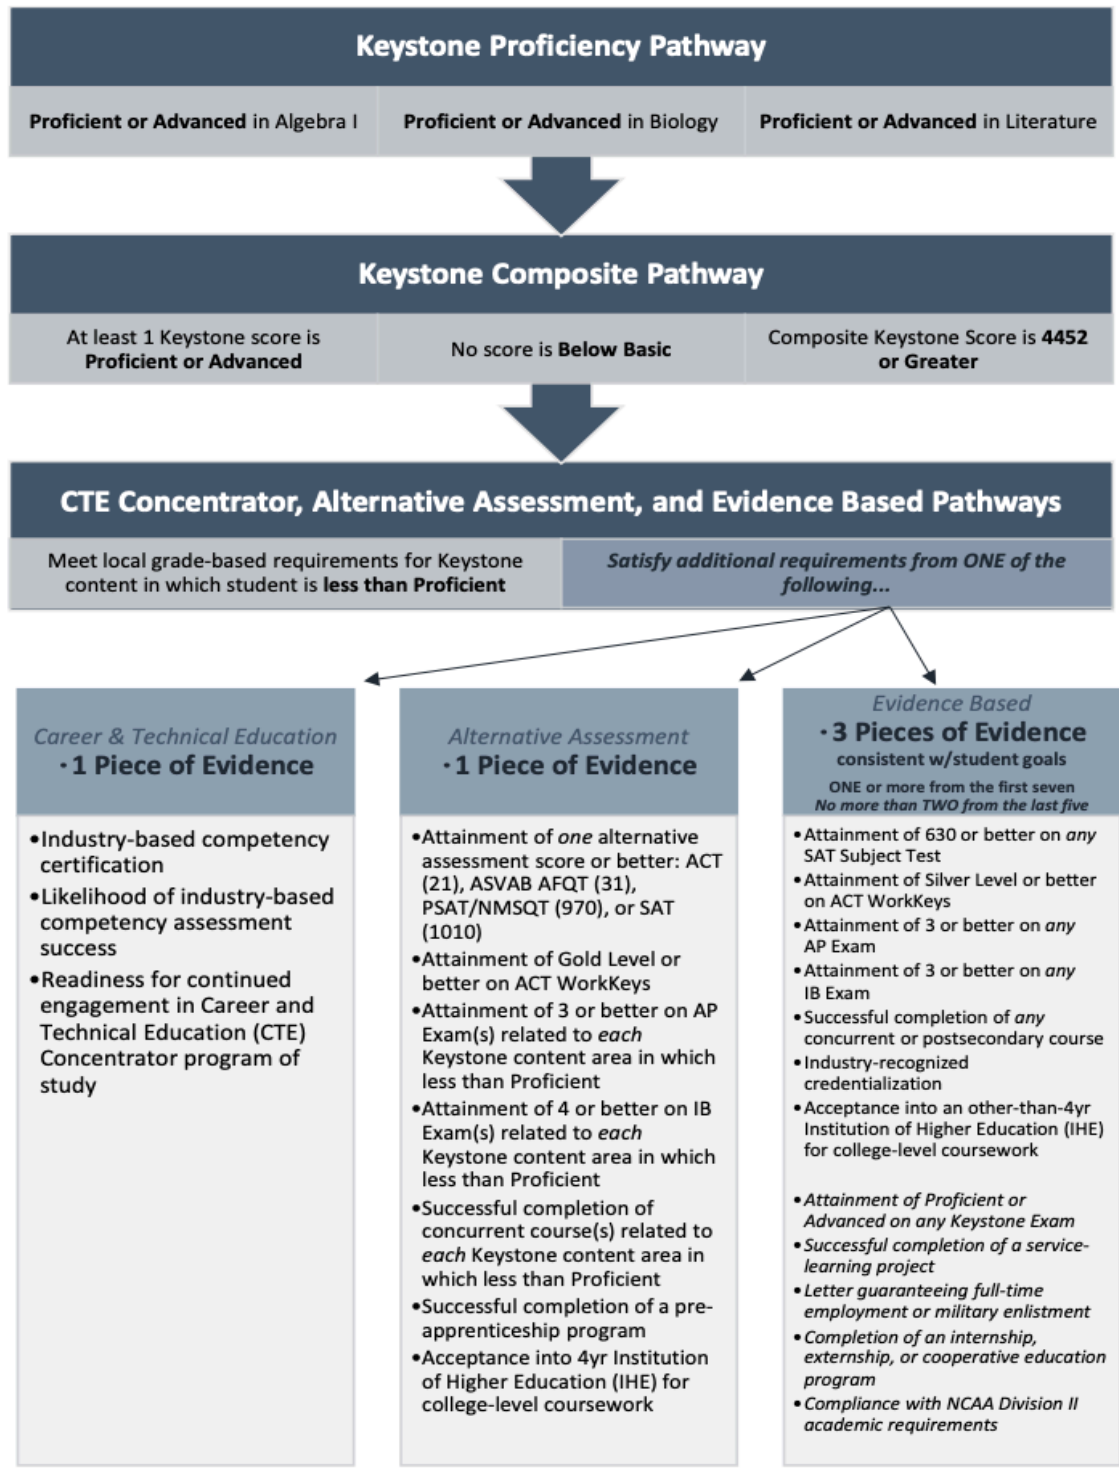 Keystone Proficiency Pathway
Proficient or Advanced in Algebra I
Proficient or Advanced in Biology
Proficient or Advanced in Literature
Keystone Composite Pathway
At least 1 Keystone score is
Proficient or Advanced
No score is Below Basic
Composite Keystone Score is 4452
or Greater
CTE Concentrator, Alternative Assessment, and Evidence Based Pathways
Meet local grade-based requirements for Keystone
content in which student is less than Proficient
Satisfy additional requirements from ONE of the
following...
Career & Technical Education
·1 Piece of Evidence
•Industry-based competency
certification
•Likelihood of industry-based
competency assessment
success
•Readiness for continued
engagement in Career and
Technical Education (CTE)
Concentrator program of
study
Alternative Assessment
·1 Piece of Evidence
•Attainment of one alternative
assessment score or better: ACT
(21), ASVAB AFQT (31),
PSAT/NMSQT (970), or SAT
(1010)
•Attainment of Gold Level or
better on ACT WorkKeys
•Attainment of 3 or better on AP
Exam(s) related to each
Keystone content area in which
less than Proficient
•Attainment of 4 or better on IB
Exam(s) related to each
Keystone content area in which
less than Proficient
•Successful completion of
concurrent course(s) related to
each Keystone content area in
which less than Proficient
•Successful completion of a pre-
apprenticeship program
•Acceptance into 4yr Institution
of Higher Education (IHE) for
college-level coursework
Evidence Based
·3 Pieces of Evidence
consistent w/student goals
ONE or more from the first seven
No more than TWO from the last five
•Attainment of 630 or better on any
SAT Subject Test
•Attainment of Silver Level or better
on ACT WorkKeys
•Attainment of 3 or better on any
AP Exam
•Attainment of 3 or better on any
IB Exam
•Successful completion of any
concurrent or postsecondary course
•Industry-recognized
credentialization
•Acceptance into an other-than-4yr
Institution of Higher Education (IHE)
for college-level coursework
•Attainment of Proficient or
Advanced on any Keystone Exam
•Successful completion of a service-
learning project
•Letter guaranteeing full-time
employment or military enlistment
•Completion of an internship,
externship, or cooperative education
program
•Compliance with NCAA Division II
academic requirements